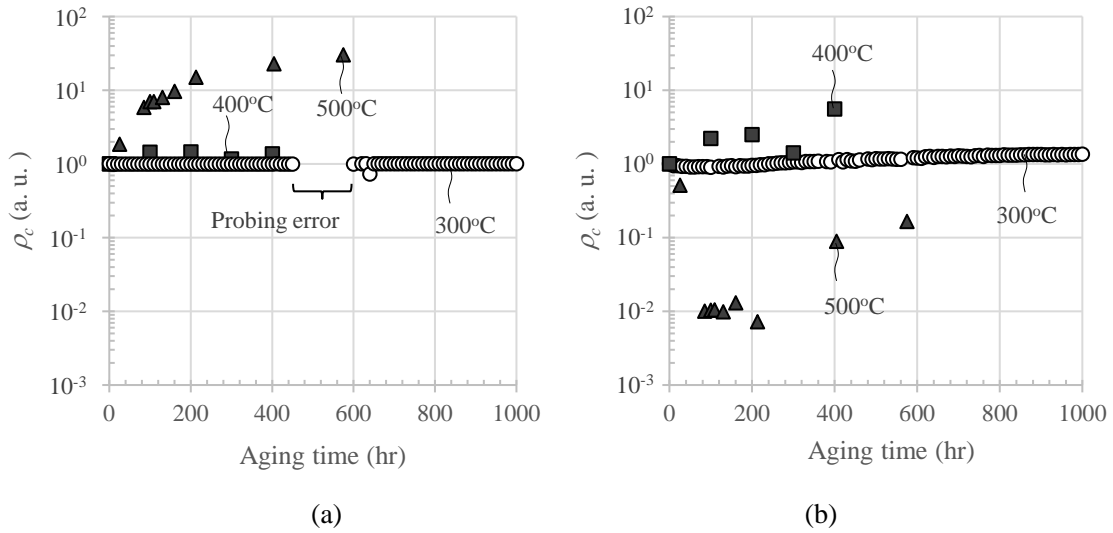 10³
10²
10¹
10⁰
10⁻¹
10⁻²
10⁻³
ρc (a. u.)
400°C
500°C
Probing error
300°C
0
200
400
600
800
1000
Aging time (hr)
(a)
10³
10²
10¹
10⁰
10⁻¹
10⁻²
10⁻³
ρc (a. u.)
400°C
300°C
500°C
0
200
400
600
800
1000
Aging time (hr)
(b)